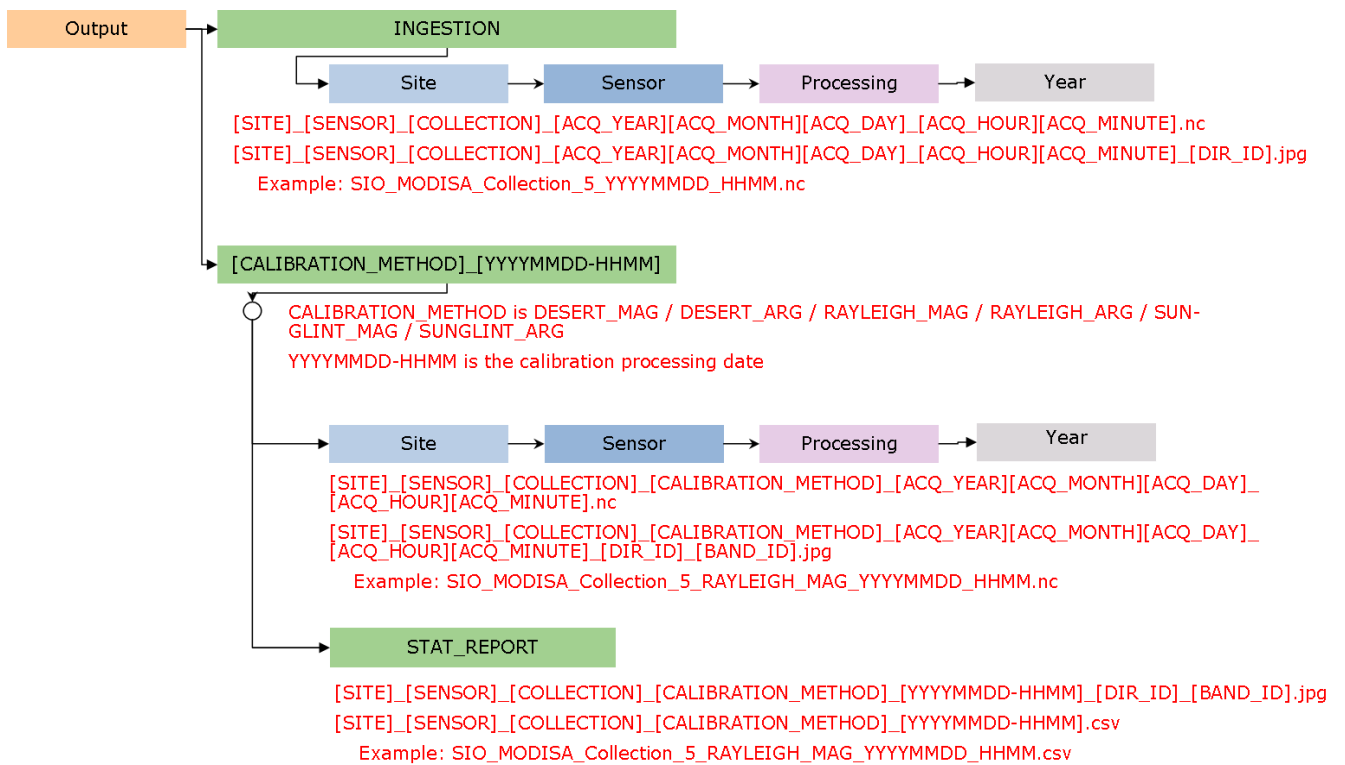 Output
INGESTION
Site
Sensor
Processing
Year
[SITE]_[SENSOR]_[COLLECTION]_[ACQ_YEAR][ACQ_MONTH][ACQ_DAY]_[ACQ_HOUR][ACQ_MINUTE].nc
[SITE]_[SENSOR]_[COLLECTION]_[ACQ_YEAR][ACQ_MONTH][ACQ_DAY]_[ACQ_HOUR][ACQ_MINUTE]_[DIR_ID].jpg
Example: SIO_MODISA_Collection_5_YYYYMMDD_HHMM.nc
[CALIBRATION_METHOD]_[YYYYMMDD-HHMM]
CALIBRATION_METHOD is DESERT_MAG / DESERT_ARG / RAYLEIGH_MAG / RAYLEIGH_ARG / SUN-
GLINT_MAG / SUNGLINT_ARG
YYYYMMDD-HHMM is the calibration processing date
Site
Sensor
Processing
Year
[SITE]_[SENSOR]_[COLLECTION]_[CALIBRATION_METHOD]_[ACQ_YEAR][ACQ_MONTH][ACQ_DAY]_
[ACQ_HOUR][ACQ_MINUTE].nc
[SITE]_[SENSOR]_[COLLECTION]_[CALIBRATION_METHOD]_[ACQ_YEAR][ACQ_MONTH][ACQ_DAY]_
[ACQ_HOUR][ACQ_MINUTE]_[DIR_ID]_[BAND_ID].jpg
Example: SIO_MODISA_Collection_5_RAYLEIGH_MAG_YYYYMMDD_HHMM.nc
STAT_REPORT
[SITE]_[SENSOR]_[COLLECTION]_[CALIBRATION_METHOD]_[YYYYMMDD-HHMM]_[DIR_ID]_[BAND_ID].jpg
[SITE]_[SENSOR]_[COLLECTION]_[CALIBRATION_METHOD]_[YYYYMMDD-HHMM].csv
Example: SIO_MODISA_Collection_5_RAYLEIGH_MAG_YYYYMMDD_HHMM.csv